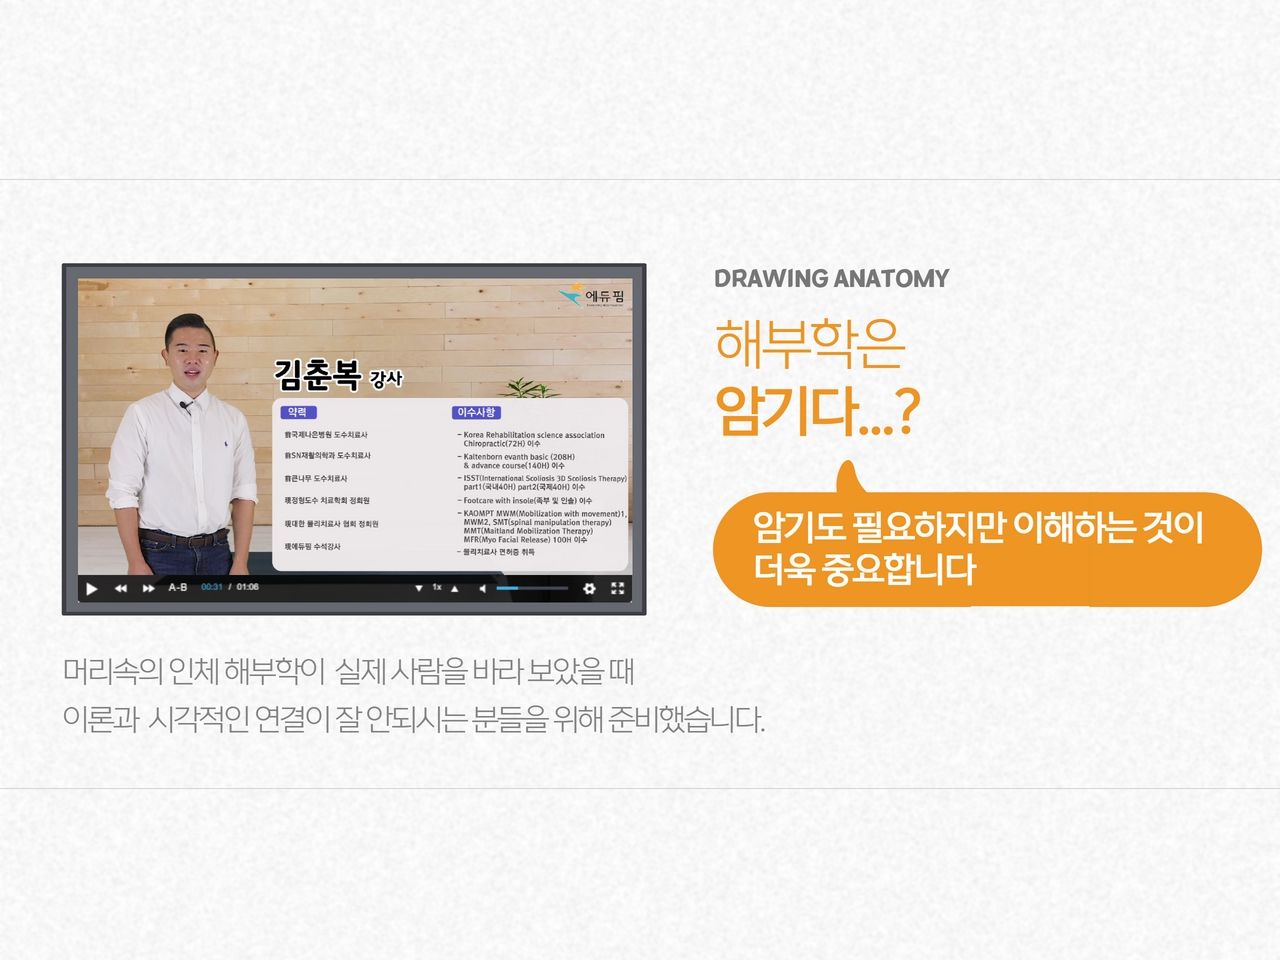 에듀핌
김춘복 강사
약력
前국제나은병원 도수치료사
前SN재활의학과 도수치료사
前큰나무 도수치료사
現정형도수 치료학회 정회원
現대한 물리치료사 협회 정회원
現에듀핌 수석강사
이수사항
- Korea Rehabilitation science association
Chiropractic(72H) 이수
- Kaltenborn evanth basic (208H)
& advance course(140H) 이수
- ISST(International Scoliosis 3D Scoliosis Therapy)
part1(국내40H) part2(국제40H) 이수
- Footcare with insole(족부 및 인솔) 이수
- KAOMPT MWM(Mobilization with movement)1,
MWM2, SMT(spinal manipulation therapy)
MMT(Maitland Mobilization Therapy)
MFR(Myo Facial Release) 100H 이수
- 물리치료사 면허증 취득
A-B 00:31 / 01:06 1x
DRAWING ANATOMY
해부학은
암기다...?
암기도 필요하지만 이해하는 것이
더욱 중요합니다
머리속의 인체 해부학이 실제 사람을 바라 보았을 때
이론과 시각적인 연결이 잘 안되시는 분들을 위해 준비했습니다.